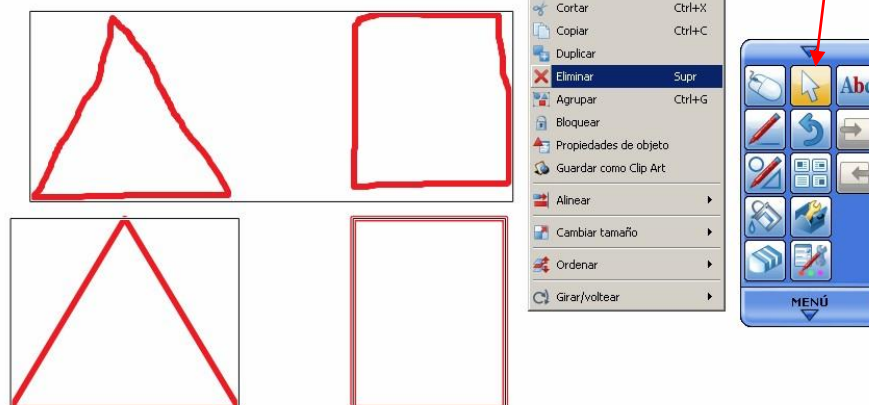 Cortar Ctrl+X
Copiar Ctrl+C
Duplicar
Eliminar Supr
Agrupar Ctrl+G
Bloquear
Propiedades de objeto
Guardar como Clip Art
Alinear
Cambiar tamaño
Ordenar
Girar/voltear
Abc
MENÚ